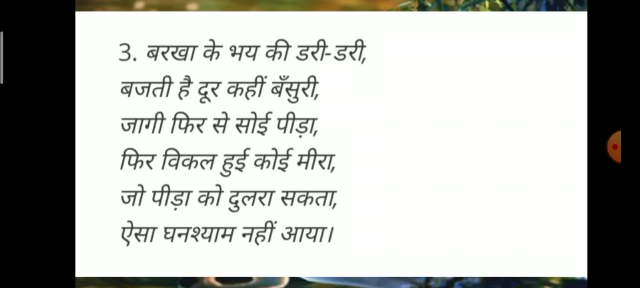 3. बरखा के भय की डरी-डरी,
बजती है दूर कहीं बँसुरी,
जागी फिर से सोई पीड़ा,
फिर विकल हुई कोई मीरा,
जो पीड़ा को दुलरा सकता,
ऐसा घनश्याम नहीं आया।